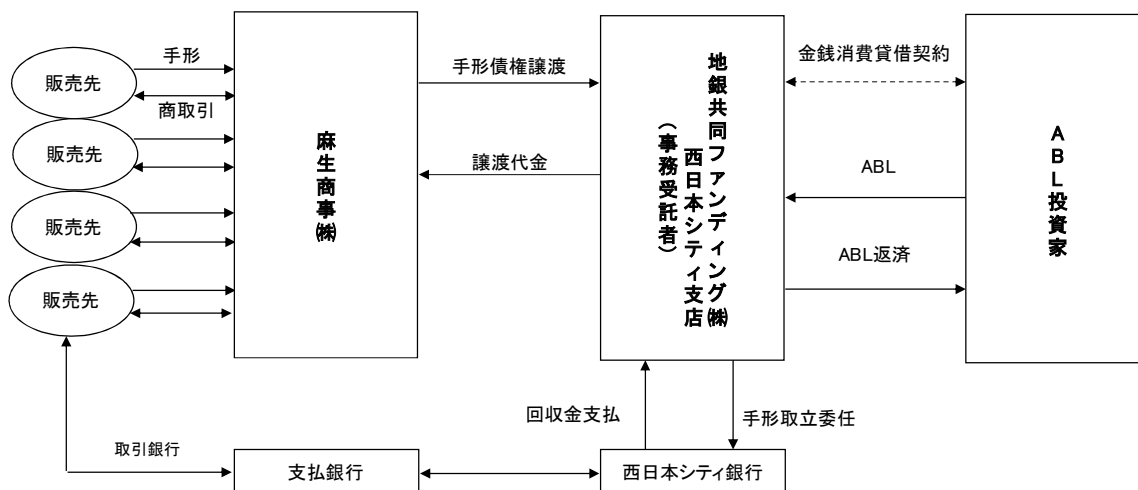 販売先
手形
商取引
販売先
販売先
販売先
麻生商事㈱
手形債権譲渡
譲渡代金
地銀共同ファンディング㈱
西日本シティ支店
（事務受託者）
金銭消費貸借契約
ABL
ABL返済
ＡＢＬ投資家
回収金支払
手形取立委任
取引銀行
支払銀行
西日本シティ銀行